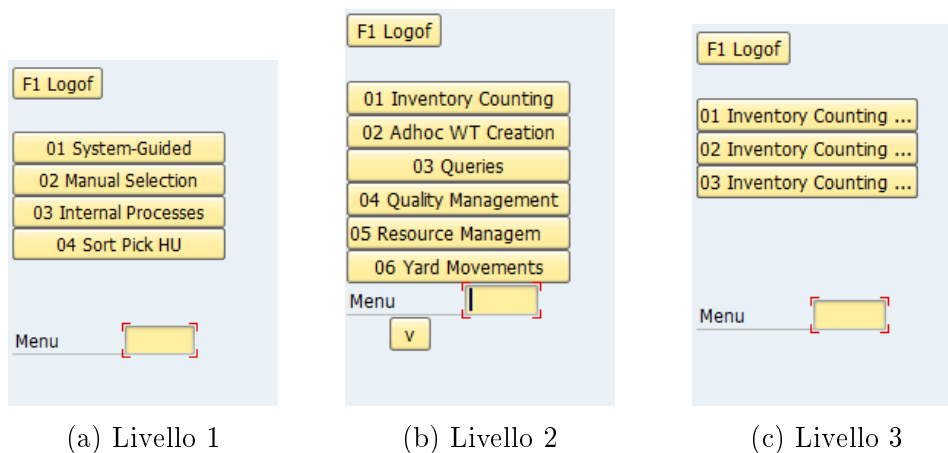 F1 Logof
01 System-Guided
02 Manual Selection
03 Internal Processes
04 Sort Pick HU
Menu
(a) Livello 1
F1 Logof
01 Inventory Counting
02 Adhoc WT Creation
03 Queries
04 Quality Management
05 Resource Managem
06 Yard Movements
Menu
v
(b) Livello 2
F1 Logof
01 Inventory Counting ...
02 Inventory Counting ...
03 Inventory Counting ...
Menu
(c) Livello 3